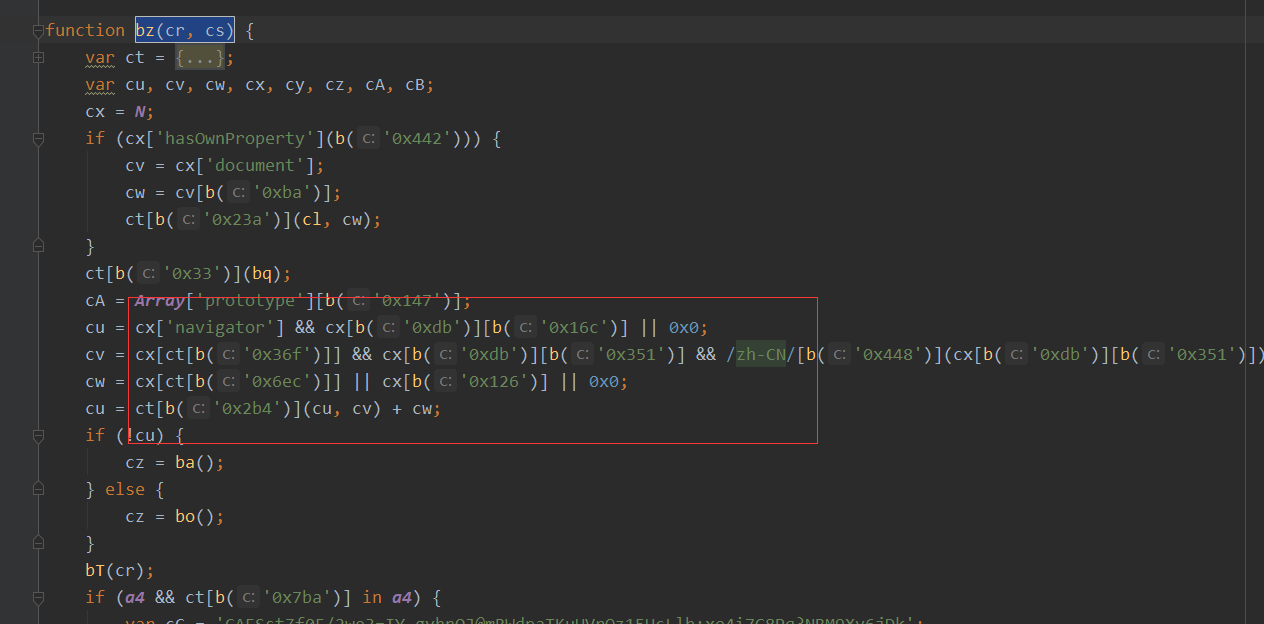 function bz(cr, cs) {
var ct = {...};
var cu, cv, cw, cx, cy, cz, cA, cB;
cx = N;
if (cx['hasOwnProperty'](b( c: '0x442'))) {
cv = cx['document'];
cw = cv[b( c: '0xba')];
ct[b( c: '0x23a')](cl, cw);
}
ct[b( c: '0x33')](bq);
cA = Array['prototype'][b( c: '0x147')];
cu = cx['navigator'] && cx[b( c: '0xdb')][b( c: '0x16c')] || 0x0;
cv = cx[ct[b( c: '0x36f')]] && cx[b( c: '0xdb')][b( c: '0x351')] && /zh-CN/[b( c: '0x448')](cx[b( c: '0xdb')][b( c: '0x351')])
cw = cx[ct[b( c: '0x6ec')]] || cx[b( c: '0x126')] || 0x0;
cu = ct[b( c: '0x2b4')](cu, cv) + cw;
if (!cu) {
cz = ba();
} else {
cz = bo();
}
bT(cr);
if (a4 && ct[b( c: '0x7ba')] in a4) {